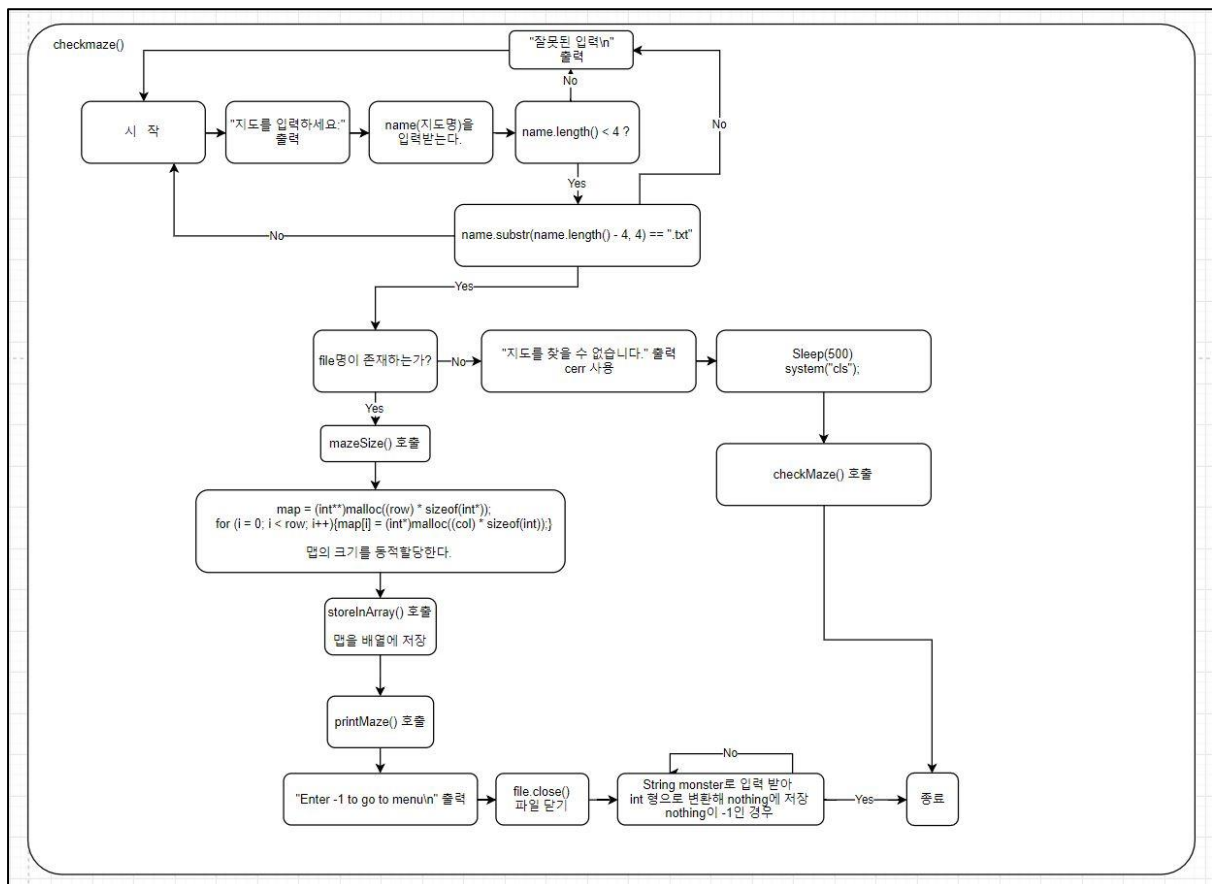 checkmaze()
"잘못된 입력\n"
출력
No
No
시 작
"지도를 입력하세요:"
출력
name(지도명)을
입력받는다.
name.length() < 4 ?
Yes
No
name.substr(name.length() - 4, 4) == ".txt"
Yes
file명이 존재하는가?
No
"지도를 찾을 수 없습니다." 출력
cerr 사용
Sleep(500)
system("cls");
Yes
mazeSize() 호출
checkMaze() 호출
map = (int**)malloc((row) * sizeof(int*));
for (i = 0; i < row; i++){map[i] = (int*)malloc((col) * sizeof(int));}
맵의 크기를 동적할당한다.
storeInArray() 호출
맵을 배열에 저장
printMaze() 호출
No
"Enter -1 to go to menu\n" 출력
file.close()
파일 닫기
String monster로 입력 받아
int 형으로 변환해 nothing에 저장
nothing이 -1인 경우
Yes
종료